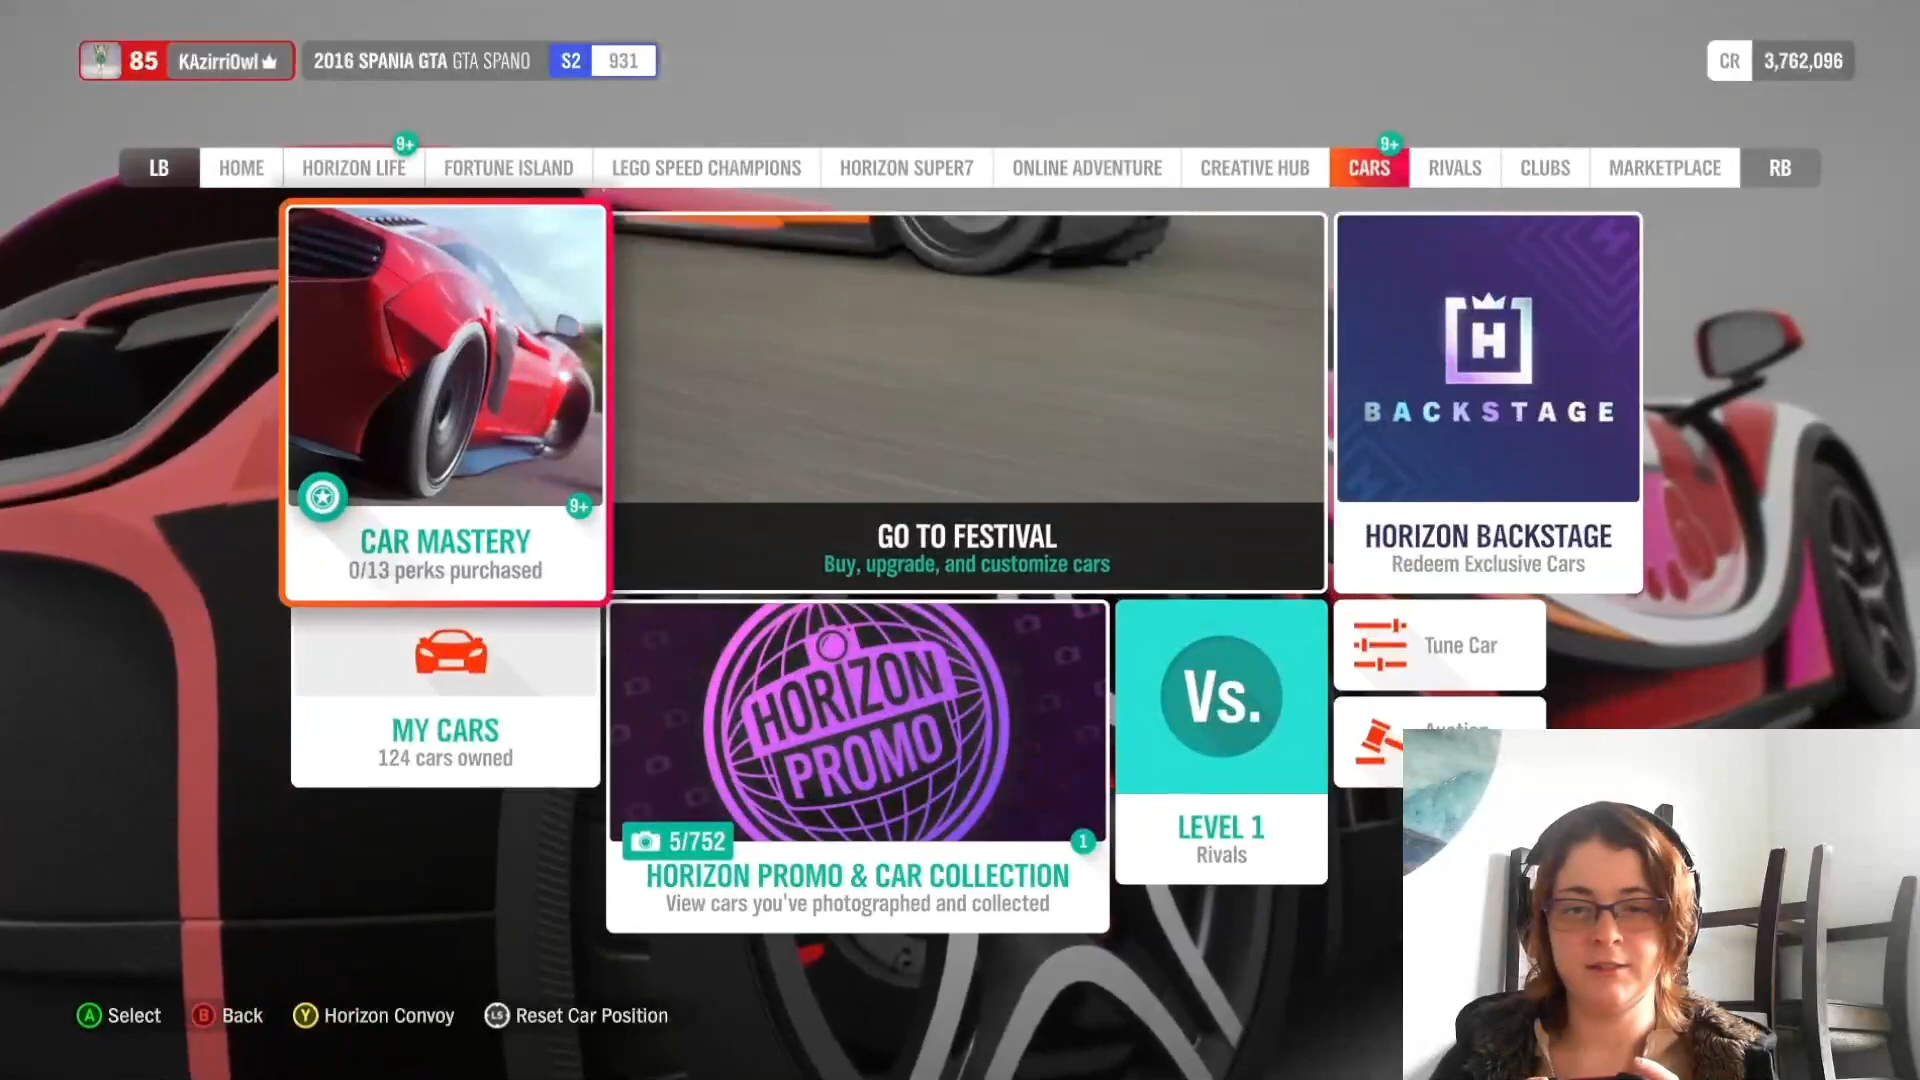 85 KAzirriOwl 2016 SPANIA GTA GTA SPANO S2 931
CR 3,762,096
9+ 9+
LB HOME HORIZON LIFE FORTUNE ISLAND LEGO SPEED CHAMPIONS HORIZON SUPER7 ONLINE ADVENTURE CREATIVE HUB CARS RIVALS CLUBS MARKETPLACE RB
9+
CAR MASTERY
0/13 perks purchased
GO TO FESTIVAL
Buy, upgrade, and customize cars
H
BACKSTAGE
HORIZON BACKSTAGE
Redeem Exclusive Cars
MY CARS
124 cars owned
HORIZON
PROMO
5/752
1
HORIZON PROMO & CAR COLLECTION
View cars you've photographed and collected
Vs.
LEVEL 1
Rivals
Tune Car
A Select B Back Y Horizon Convoy LS Reset Car Position